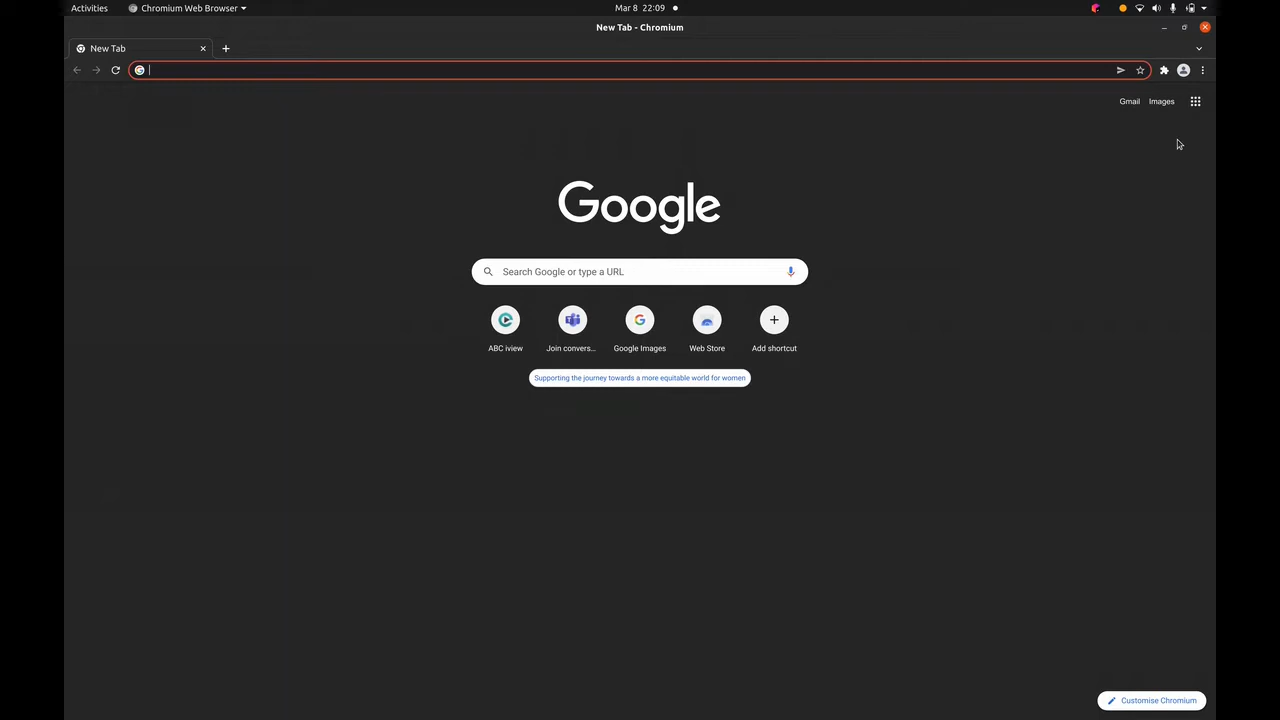 Activities
Chromium Web Browser
Mar 8 22:09
New Tab - Chromium
New Tab
Gmail Images
Google
Search Google or type a URL
ABC iview
Join convers...
Google Images
Web Store
Add shortcut
Supporting the journey towards a more equitable world for women
Customise Chromium